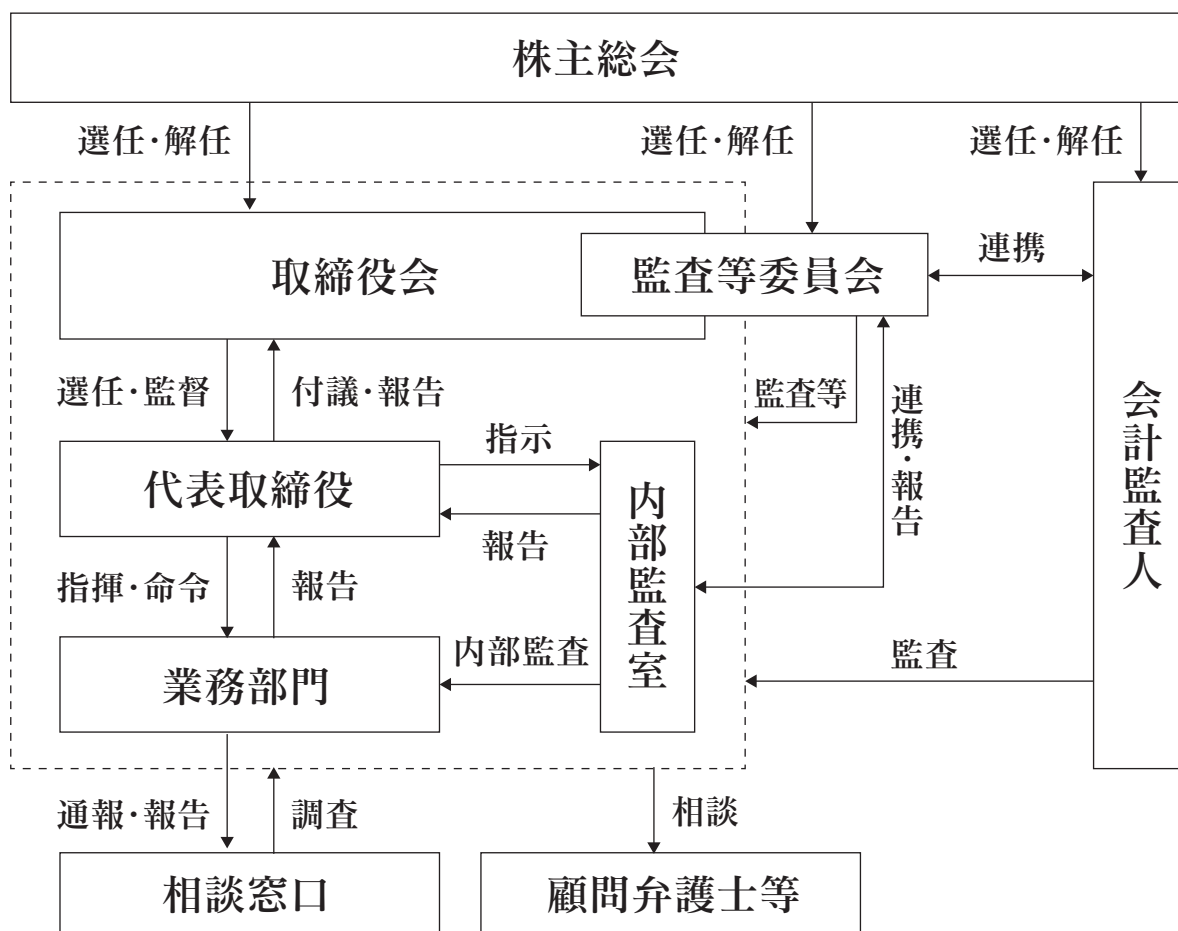 株主総会
選任・解任
選任・解任
選任・解任
取締役会
監査等委員会
連携
選任・監督
付議・報告
監査等
連携・報告
会計監査人
代表取締役
指示
報告
内部監査室
指揮・命令
報告
内部監査
監査
業務部門
通報・報告
調査
相談
相談窓口
顧問弁護士等